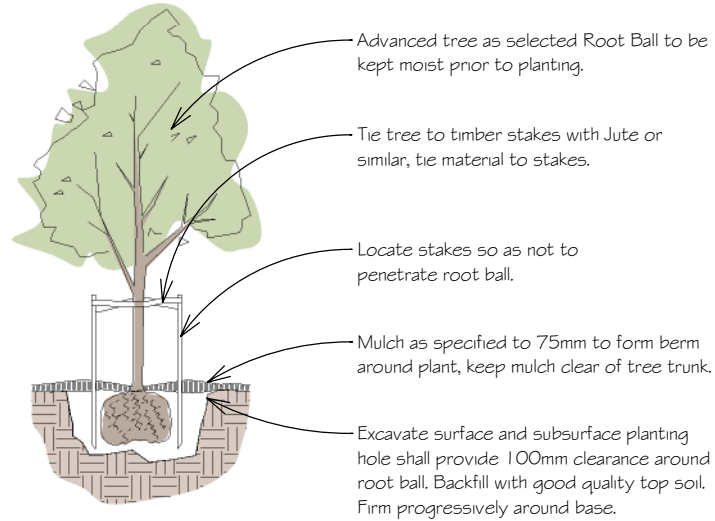 Advanced tree as selected Root Ball to be
kept moist prior to planting.
Tie tree to timber stakes with Jute or
similar, tie material to stakes.
Locate stakes so as not to
penetrate root ball.
Mulch as specified to 75mm to form berm
around plant, keep mulch clear of tree trunk.
Excavate surface and subsurface planting
hole shall provide 100mm clearance around
root ball. Backfill with good quality top soil.
Firm progressively around base.